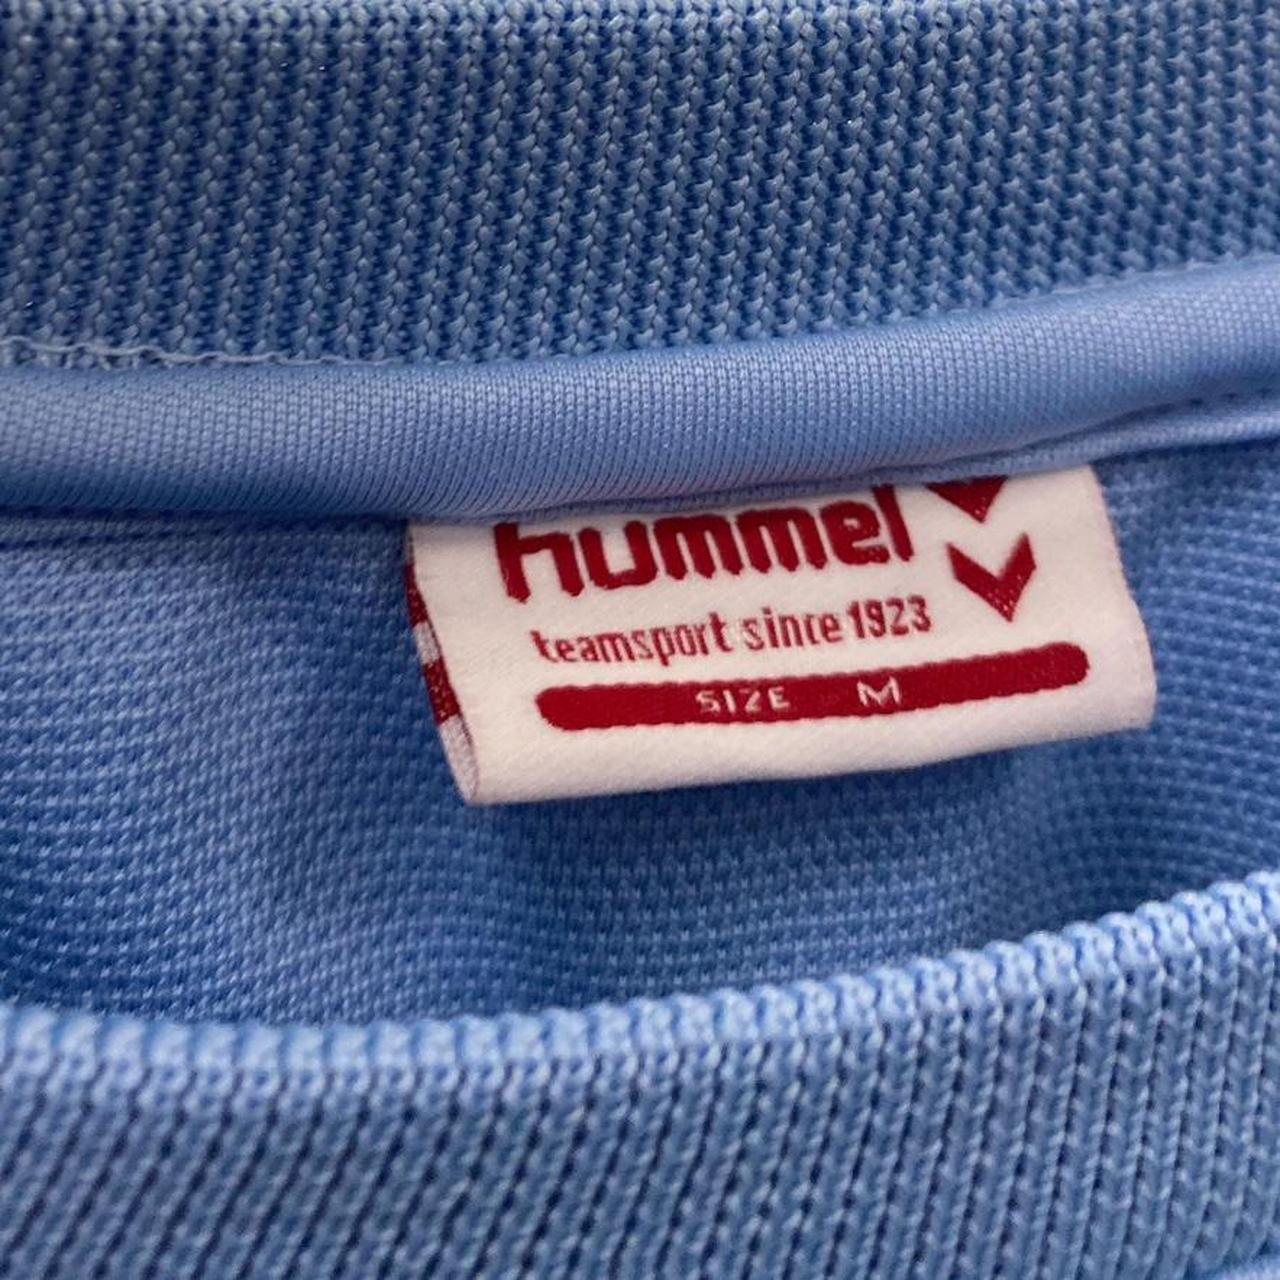 hummel
teamsport since 1923
SIZE M